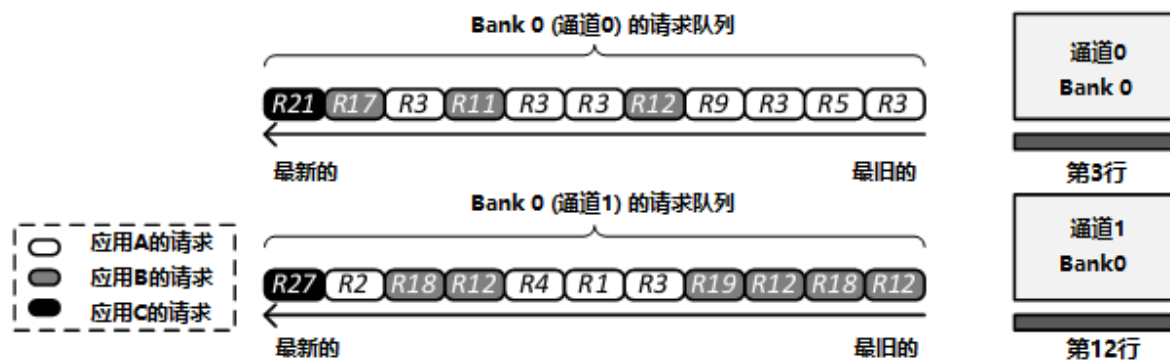 Bank 0 (通道0) 的请求队列
R21 R17 R3 R11 R3 R3 R12 R9 R3 R5 R3
最新的 最旧的
通道0
Bank 0
第3行
Bank 0 (通道1) 的请求队列
R27 R2 R18 R12 R4 R1 R3 R19 R12 R18 R12
最新的 最旧的
通道1
Bank0
第12行
应用A的请求
应用B的请求
应用C的请求